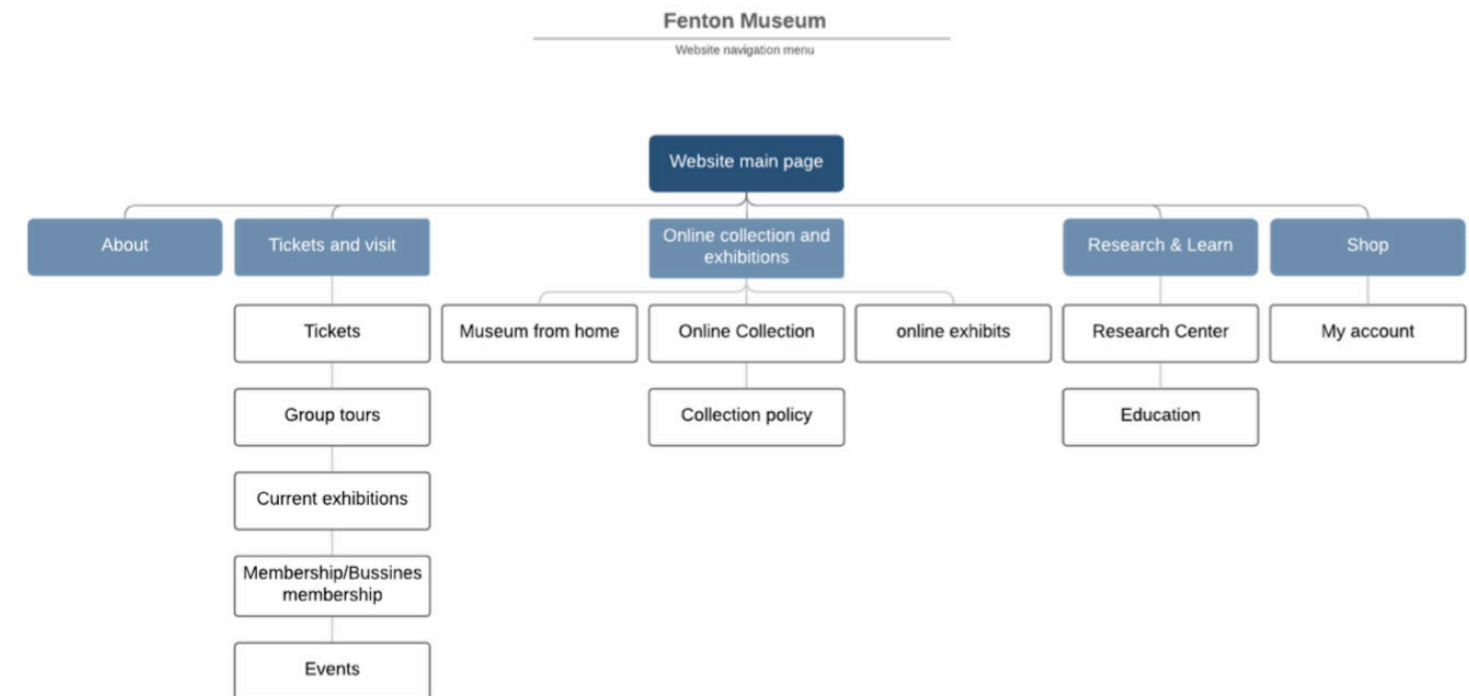 Fenton Museum
Website navigation menu
Website main page
About
Tickets and visit
Online collection and
exhibitions
Research & Learn
Shop
Tickets
Museum from home
Online Collection
online exhibits
Research Center
My account
Group tours
Collection policy
Education
Current exhibitions
Membership/Bussines
membership
Events